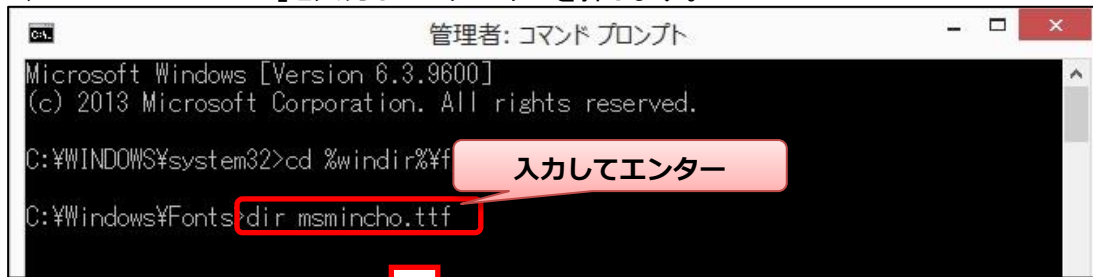 管理者: コマンド プロンプト
Microsoft Windows [Version 6.3.9600]
(c) 2013 Microsoft Corporation. All rights reserved.
C:¥WINDOWS¥system32>cd %windir%¥f
入力してエンター
C:¥Windows¥Fonts>dir msmincho.ttf